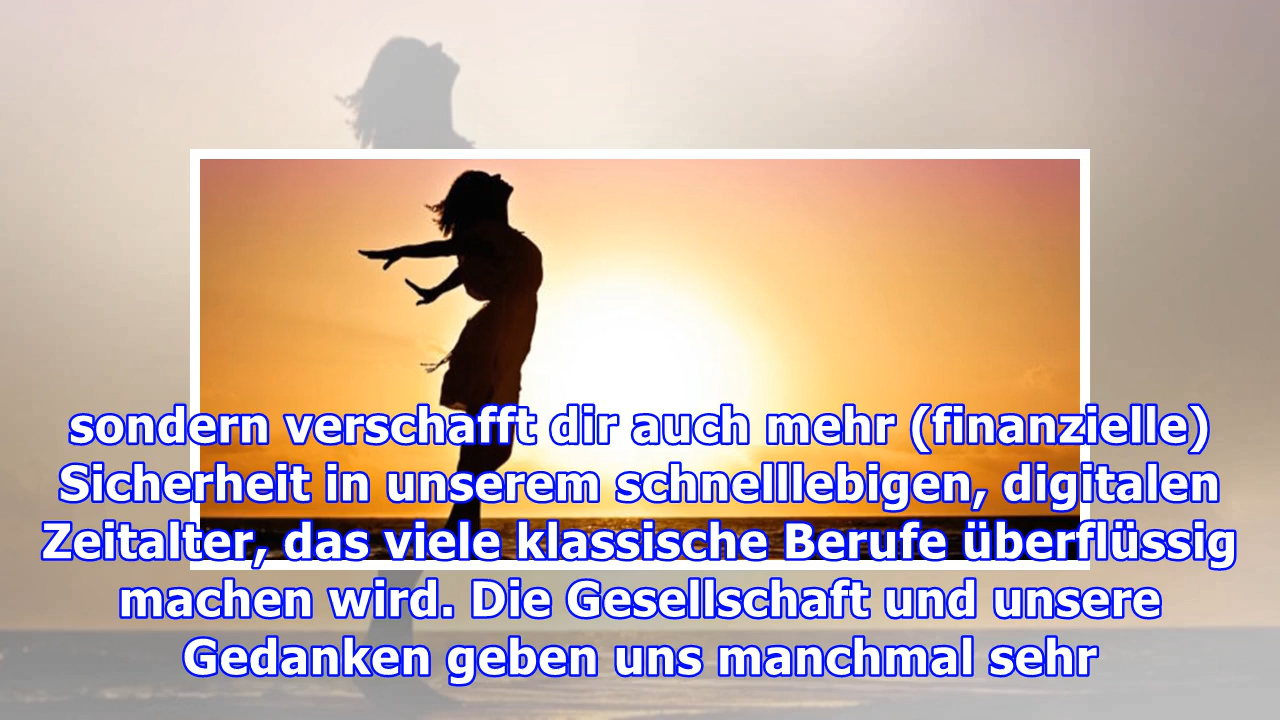 sondern verschafft dir auch mehr (finanzielle)
Sicherheit in unserem schnelllebigen, digitalen
Zeitalter, das viele klassische Berufe überflüssig
machen wird. Die Gesellschaft und unsere
Gedanken geben uns manchmal sehr